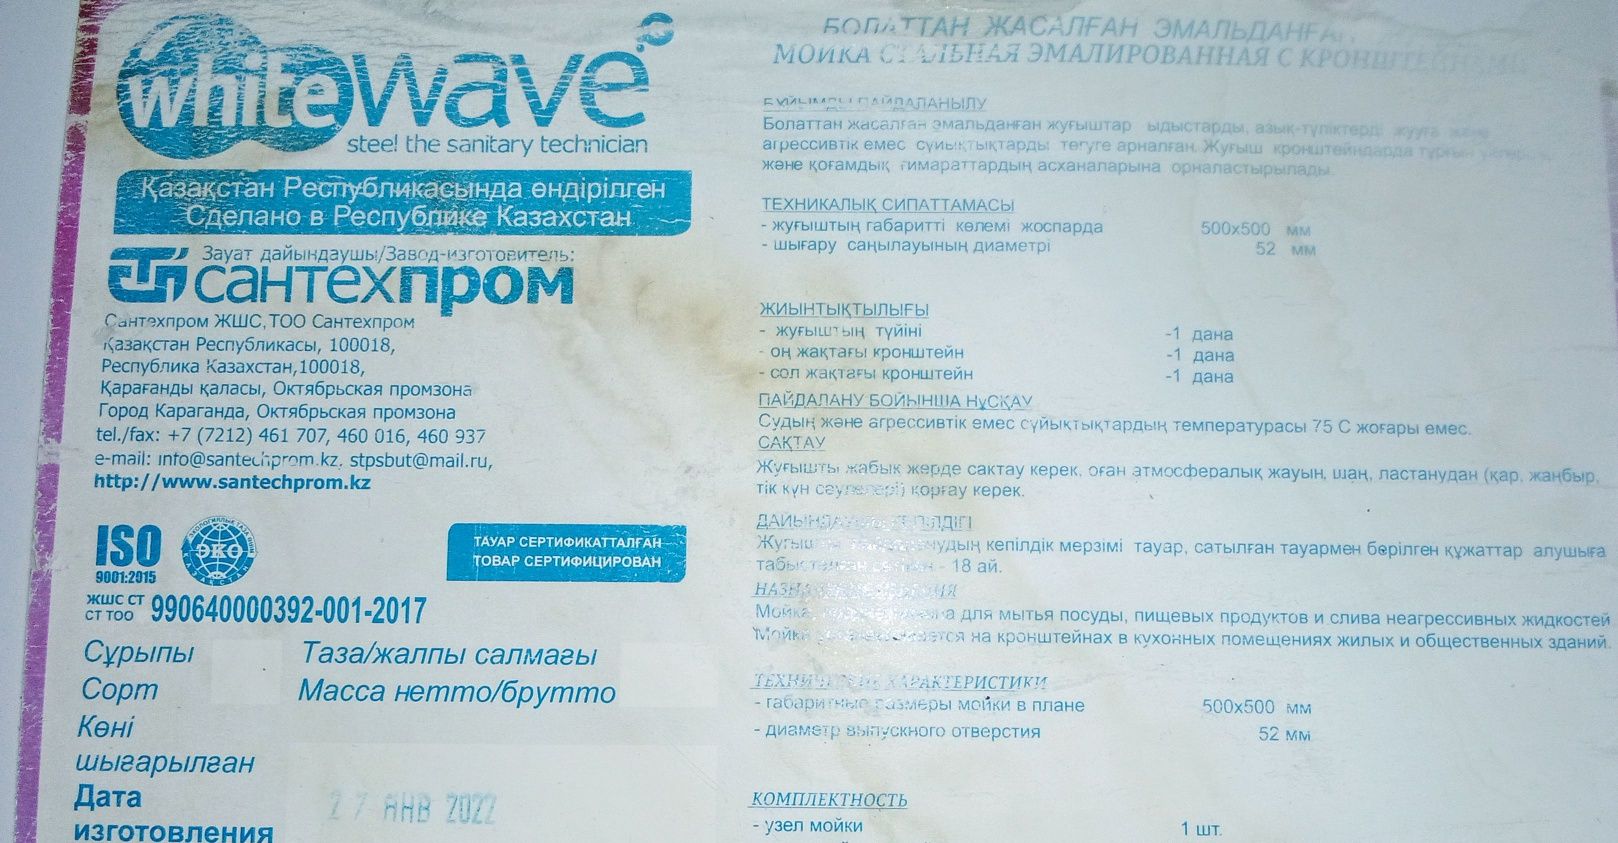 whitewave
steel the sanitary technician
Қазақстан Республикасында өндірілген
Сделано в Республике Казахстан
Зауат дайындаушы/Завод-изготовитель:
сантехпром
Сантехпром ЖШС, ТОО Сантехпром
Қазақстан Республикасы, 100018,
Республика Казахстан,100018,
Қарағанды қаласы, Октябрьская промзона
Город Караганда, Октябрьская промзона
tel./fax: +7 (7212) 461 707, 460 016, 460 937
e-mail: info@santechprom.kz, stpsbut@mail.ru,
http://www.santechprom.kz
ISO
9001:2015
ЭКО
ҚАЗАҚСТАН
ТАУАР СЕРТИФИКАТТАЛҒАН
ТОВАР СЕРТИФИЦИРОВАН
ЖШС СТ
СТ ТОО 990640000392-001-2017
Сұрыпы Таза/жалпы салмағы
Сорт Масса нетто/брутто
Көні
шығарылған
Дата
изготовления
27 ЯНВ 2022
БОЛАТТАН ЖАСАЛҒАН ЭМАЛЬДАНҒАН
МОЙКА СТАЛЬНАЯ ЭМАЛИРОВАННАЯ С КРОНШТЕЙНАМИ
БҰЙЫМДЫ ПАЙДАЛАНЫЛУ
Болаттан жасалған эмальданған жуғыштар ыдыстарды, азық-түліктерді жууға және
агрессивтік емес сұйықтықтарды төгуге арналған. Жуғыш кронштейндарда тұрғын үйлердің
және қоғамдық ғимараттардың асханаларына орналастырылады.
ТЕХНИКАЛЫҚ СИПАТТАМАСЫ
- жуғыштың габаритті көлемі жоспарда 500х500 мм
- шығару саңылауының диаметрі 52 мм
ЖИЫНТЫҚТЫЛЫҒЫ
- жуғыштың түйіні -1 дана
- оң жақтағы кронштейн -1 дана
- сол жақтағы кронштейн -1 дана
ПАЙДАЛАНУ БОЙЫНША НұСҚАУ
Судың және агрессивтік емес сұйықтықтардың температурасы 75 С жоғары емес.
САҚТАУ
Жуғышты жабық жерде сақтау керек, оған атмосфералық жауын, шаң, ластанудан (қар, жаңбыр,
тік күн сәулелері) қорғау керек.
ДАЙЫНДАУШЫ КЕПІЛДІГІ
кепілдік мерзімі тауар, сатылған тауармен берілген құжаттар алушыға
- 18 ай.
НАЗНАЧЕНИЕ ИЗДЕЛИЯ
Мойка для мытья посуды, пищевых продуктов и слива неагрессивных жидкостей
Мойка устанавливается на кронштейнах в кухонных помещениях жилых и общественных зданий.
ТЕХНИЧЕСКИЕ ХАРАКТЕРИСТИКИ
- габаритные размеры мойки в плане 500х500 мм
- диаметр выпускного отверстия 52 мм
КОМПЛЕКТНОСТЬ
- узел мойки 1 шт.